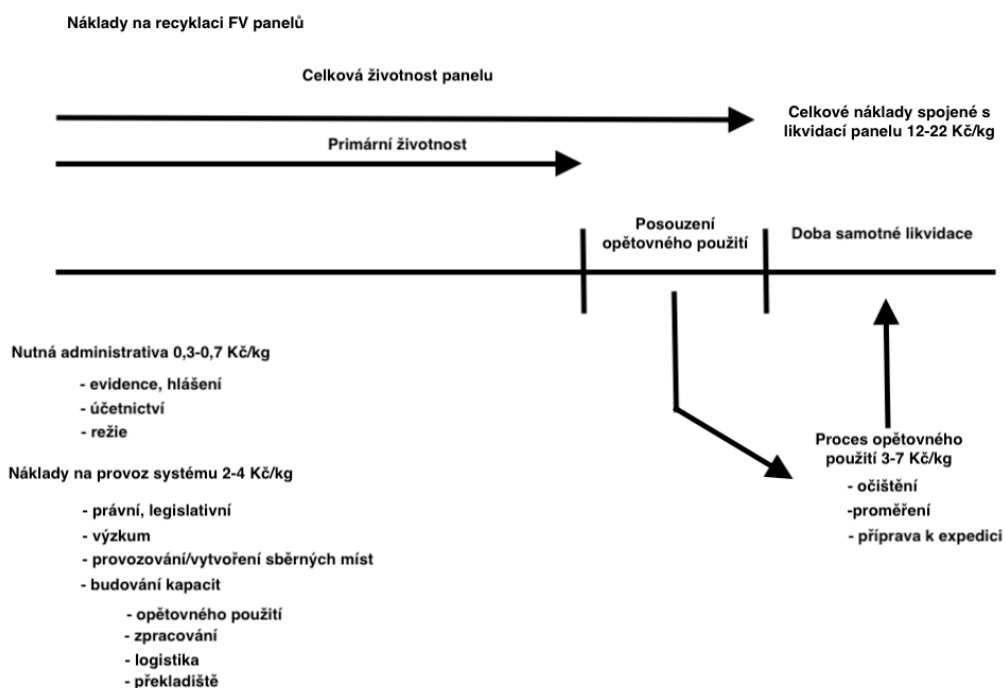 Náklady na recyklaci FV panelů
Celková životnost panelu
Celkové náklady spojené s
likvidací panelu 12-22 Kč/kg
Primární životnost
Posouzení
opětovného použití
Doba samotné likvidace
Nutná administrativa 0,3-0,7 Kč/kg
- evidence, hlášení
- účetnictví
- režie
Náklady na provoz systému 2-4 Kč/kg
- právní, legislativní
- výzkum
- provozování/vytvoření sběrných míst
- budování kapacit
- opětovného použití
- zpracování
- logistika
- překladiště
Proces opětovného
použití 3-7 Kč/kg
- očištění
-proměření
- příprava k expedici